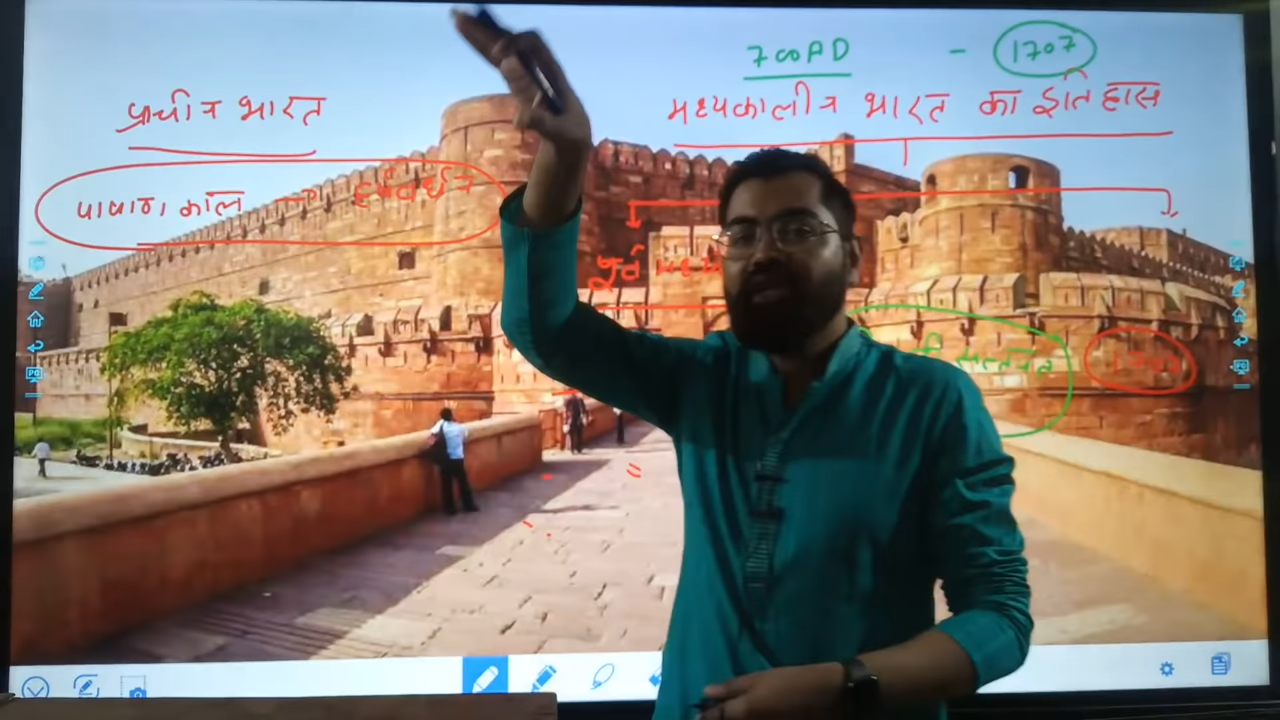 700AD - 1707
प्राचीन भारत
मध्यकालीन भारत का इतिहास
पाषाण काल → हर्षवर्धन
पूर्व